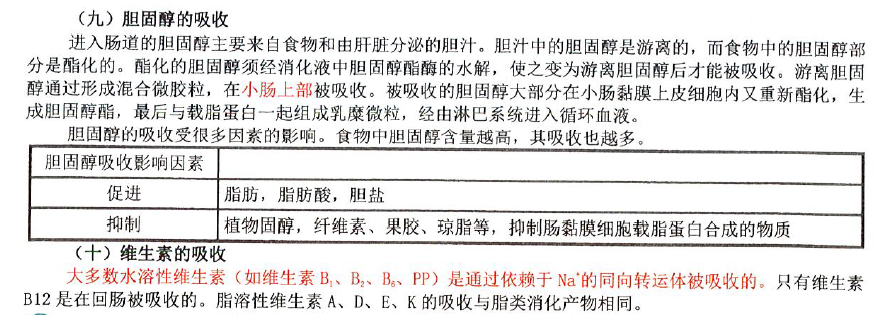 （九）胆固醇的吸收
进入肠道的胆固醇主要来自食物和由肝脏分泌的胆汁。胆汁中的胆固醇是游离的，而食物中的胆固醇部
分是酯化的。酯化的胆固醇须经消化液中胆固醇酯酶的水解，使之变为游离胆固醇后才能被吸收。游离胆固
醇通过形成混合微胶粒，在小肠上部被吸收。被吸收的胆固醇大部分在小肠黏膜上皮细胞内又重新酯化，生
成胆固醇酯，最后与载脂蛋白一起组成乳糜微粒，经由淋巴系统进入循环血液。
胆固醇的吸收受很多因素的影响。食物中胆固醇含量越高，其吸收也越多。
胆固醇吸收影响因素
促进 脂肪，脂肪酸，胆盐
抑制 植物固醇，纤维素、果胶、琼脂等，抑制肠黏膜细胞载脂蛋白合成的物质
（十）维生素的吸收
大多数水溶性维生素（如维生素 B₁、B₂、B₆、PP）是通过依赖于 Na⁺的同向转运体被吸收的。只有维生素
B12 是在回肠被吸收的。脂溶性维生素 A、D、E、K 的吸收与脂类消化产物相同。